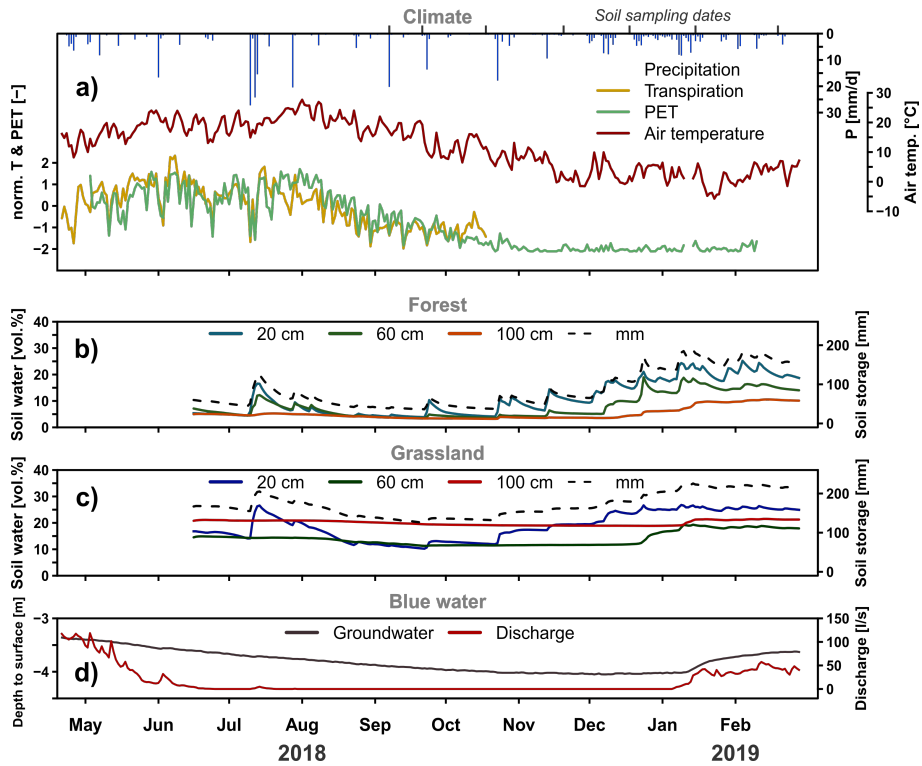 Climate
Soil sampling dates
a)
Precipitation
Transpiration
PET
Air temperature
norm. T & PET [−]
2
1
0
−1
−2
0
10
20
30
P [mm/d]
30
20
10
0
−10
Air temp. [°C]
Forest
b)
20 cm 60 cm 100 cm mm
Soil water [vol.%]
40
30
20
10
0
200
100
0
Soil storage [mm]
Grassland
c)
20 cm 60 cm 100 cm mm
Soil water [vol.%]
40
30
20
10
0
200
100
0
Soil storage [mm]
Blue water
d)
Groundwater Discharge
Depth to surface [m]
−3
−4
150
100
50
0
Discharge [l/s]
May Jun Jul Aug Sep Oct Nov Dec Jan Feb
2018 2019